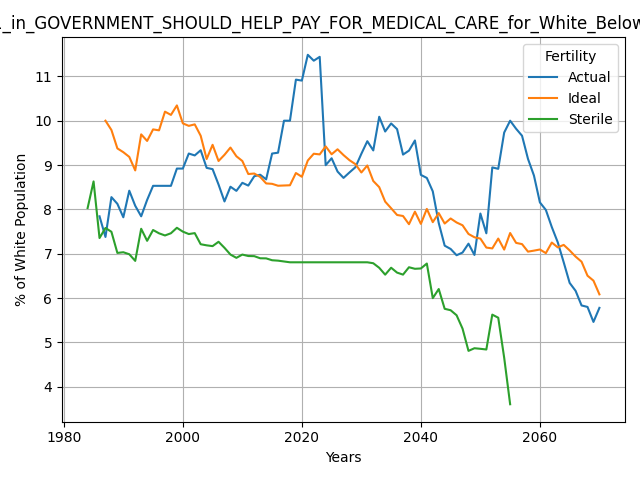 _in_GOVERNMENT_SHOULD_HELP_PAY_FOR_MEDICAL_CARE_for_White_Below
Fertility
Actual
Ideal
Sterile
% of White Population
11
10
9
8
7
6
5
4
1980
2000
2020
2040
2060
Years